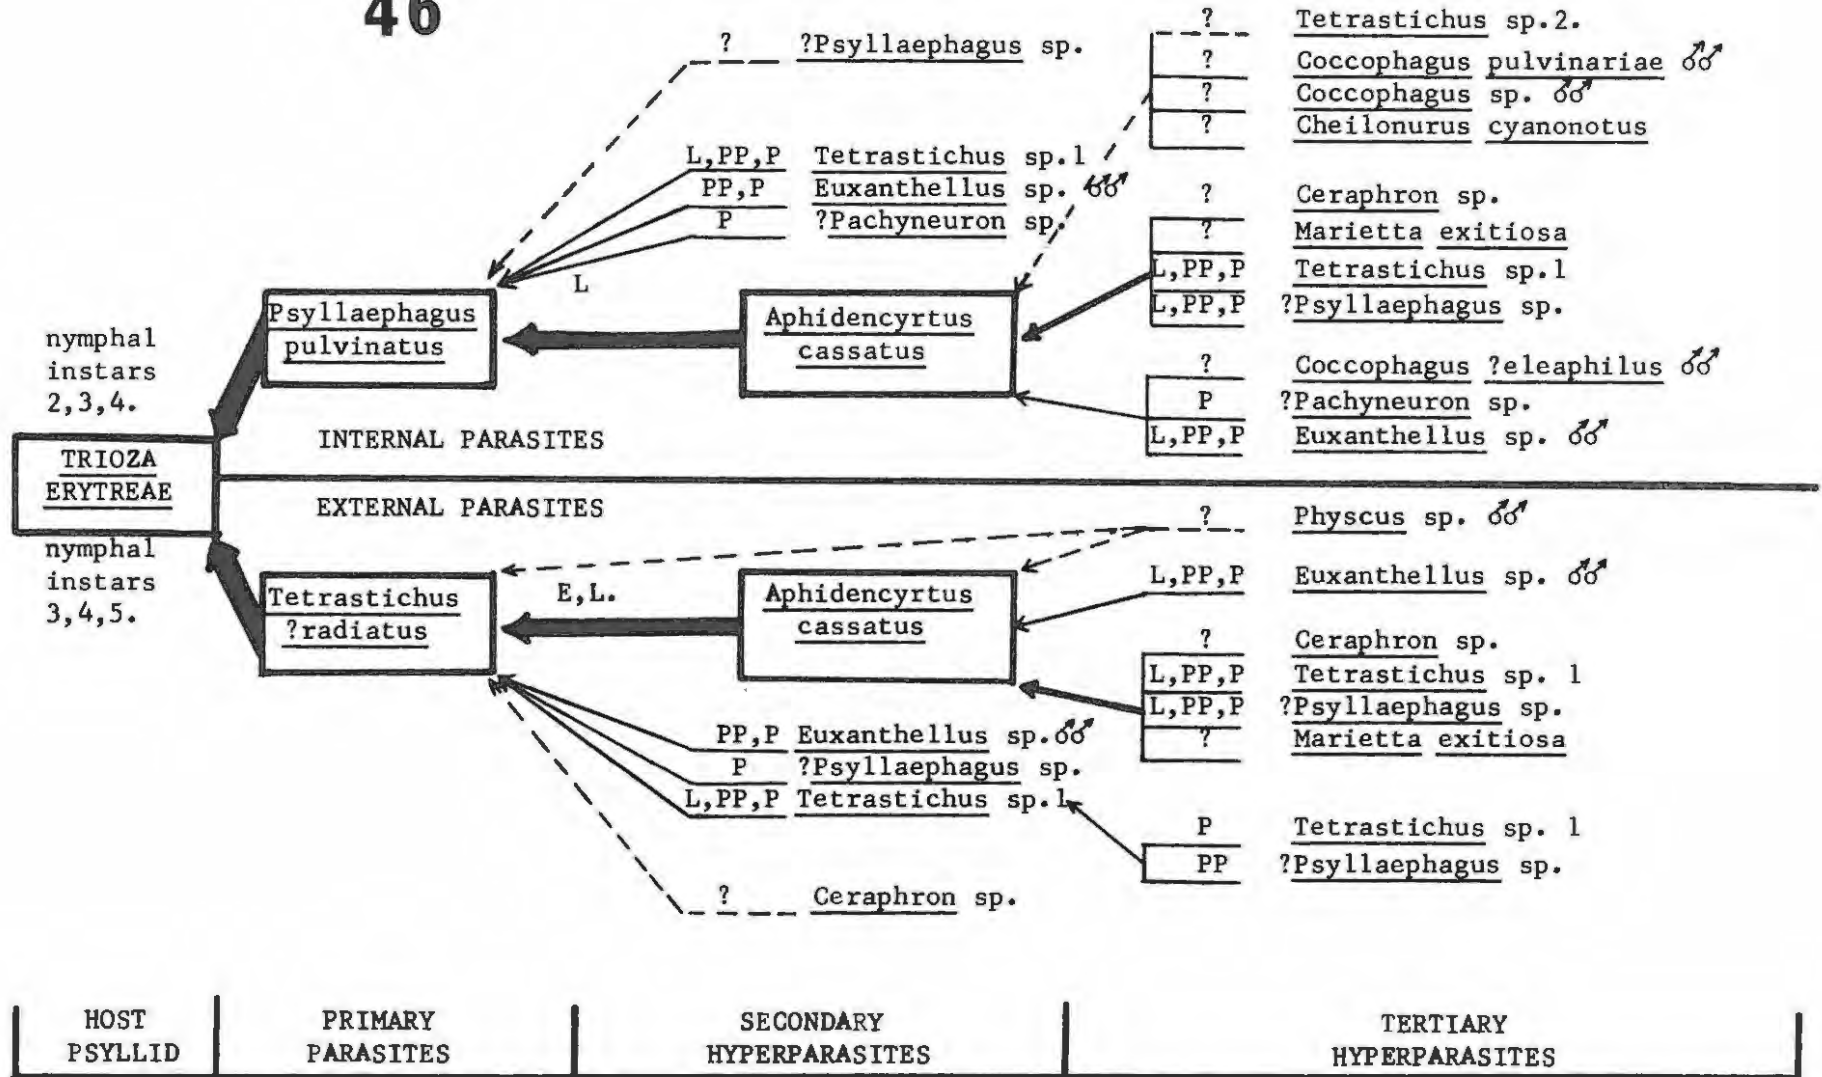 46
? ?Psyllaephagus sp.
L,PP,P Tetrastichus sp.1
PP,P Euxanthellus sp. ♂♂
P ?Pachyneuron sp.
? Tetrastichus sp.2.
? Coccophagus pulvinariae ♂♂
? Coccophagus sp. ♂♂
? Cheilonurus cyanonotus
? Ceraphron sp.
? Marietta exitiosa
L,PP,P Tetrastichus sp.1
L,PP,P ?Psyllaephagus sp.
? Coccophagus ?eleaphilus ♂♂
P ?Pachyneuron sp.
L,PP,P Euxanthellus sp. ♂♂
nymphal
instars
2,3,4.
Psyllaephagus
pulvinatus
L
Aphidencyrtus
cassatus
INTERNAL PARASITES
TRIOZA
ERYTREAE
EXTERNAL PARASITES
nymphal
instars
3,4,5.
Tetrastichus
?radiatus
E,L.
Aphidencyrtus
cassatus
? Physcus sp. ♂♂
L,PP,P Euxanthellus sp. ♂♂
? Ceraphron sp.
L,PP,P Tetrastichus sp. 1
L,PP,P ?Psyllaephagus sp.
? Marietta exitiosa
PP,P Euxanthellus sp.♂♂
P ?Psyllaephagus sp.
L,PP,P Tetrastichus sp.1
P Tetrastichus sp. 1
PP ?Psyllaephagus sp.
? Ceraphron sp.
HOST
PSYLLID
PRIMARY
PARASITES
SECONDARY
HYPERPARASITES
TERTIARY
HYPERPARASITES